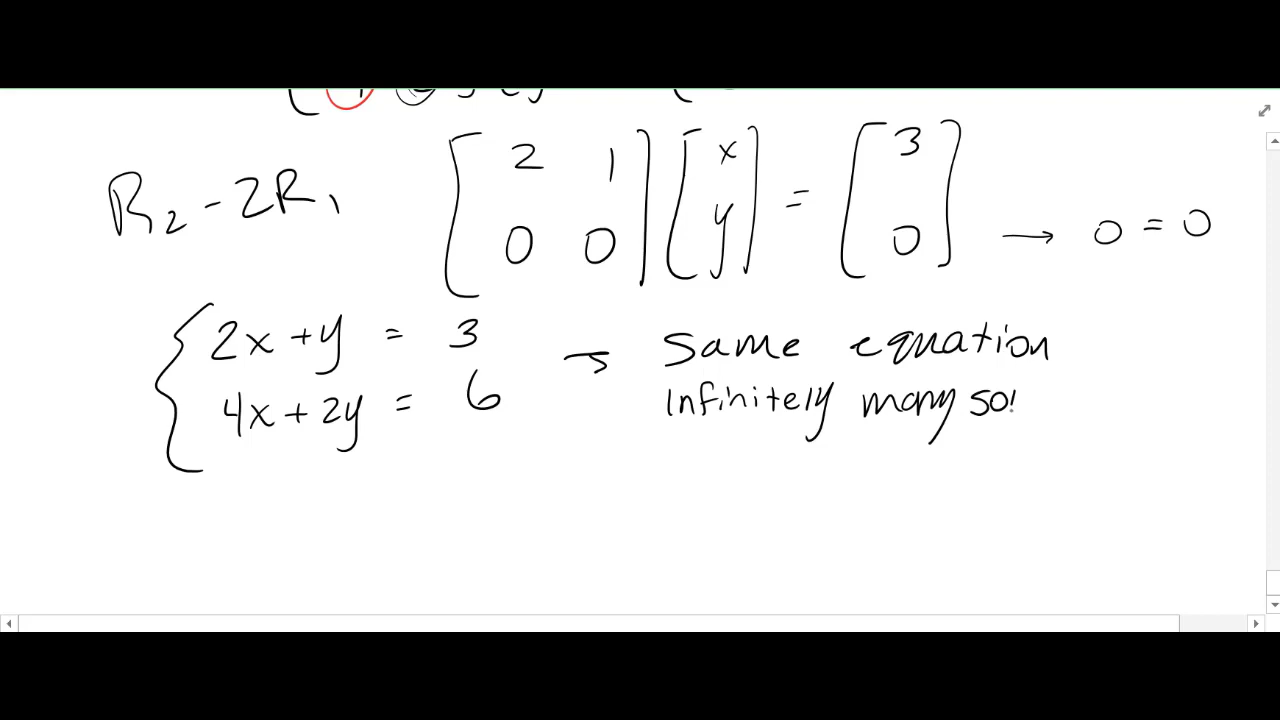 R₂ - 2R₁ [2 1; 0 0] [x; y] = [3; 0] → 0 = 0
{ 2x + y = 3 → Same equation
4x + 2y = 6 Infinitely many sol